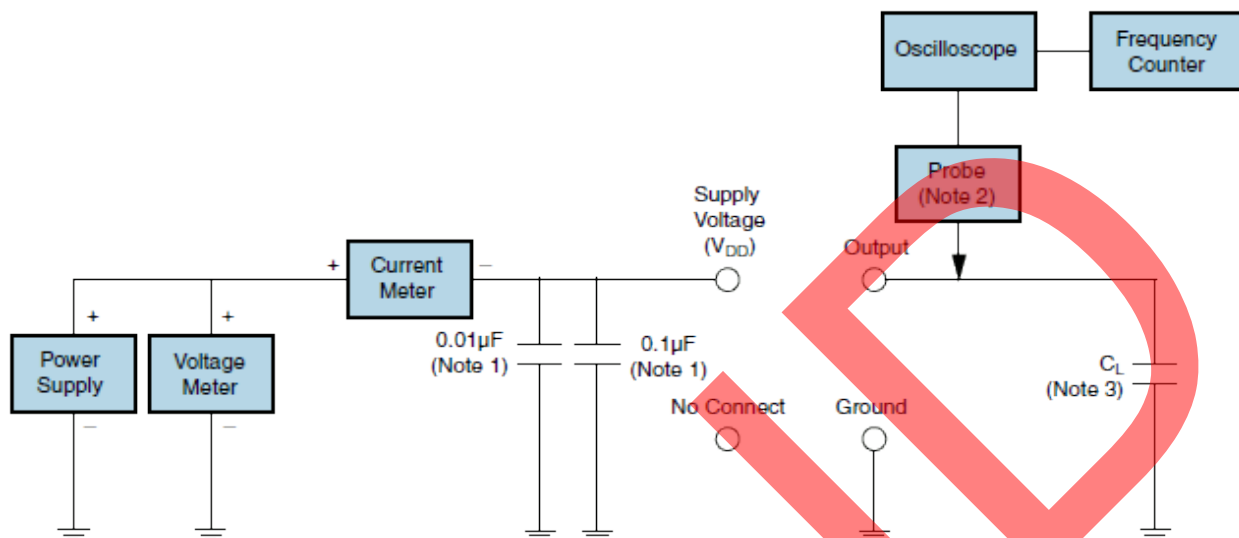 Oscilloscope
Frequency
Counter
Probe
(Note 2)
Supply
Voltage
(VDD)
Output
+
Current
Meter
–
+
Power
Supply
–
+
Voltage
Meter
–
0.01µF
(Note 1)
0.1µF
(Note 1)
No Connect
Ground
CL
(Note 3)